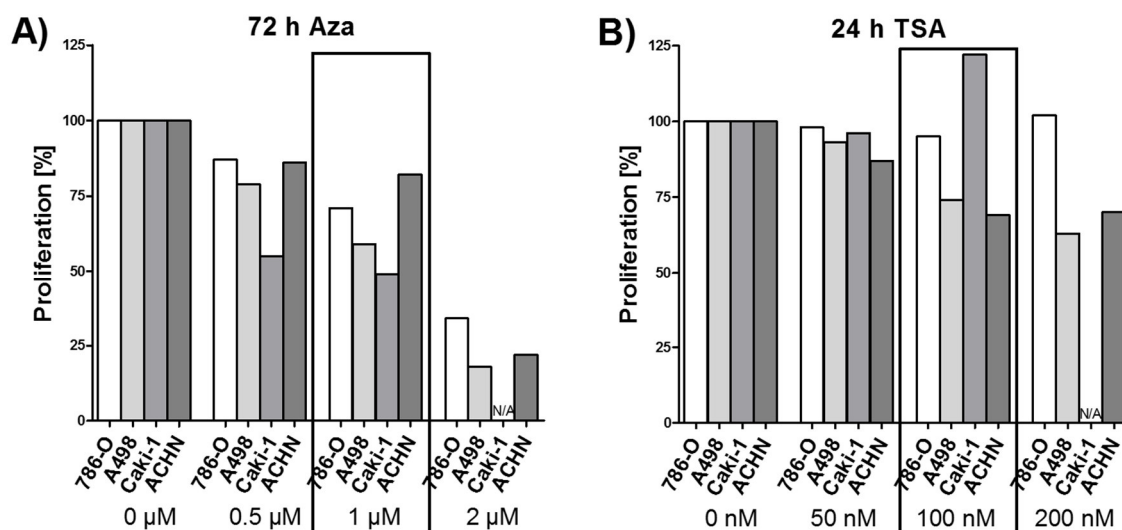 A)
72 h Aza
Proliferation [%]
125
100
75
50
25
0
N/A
786-O A498 Caki-1 ACHN 786-O A498 Caki-1 ACHN 786-O A498 Caki-1 ACHN 786-O A498 Caki-1 ACHN
0 µM 0.5 µM 1 µM 2 µM
B)
24 h TSA
Proliferation [%]
125
100
75
50
25
0
N/A
786-O A498 Caki-1 ACHN 786-O A498 Caki-1 ACHN 786-O A498 Caki-1 ACHN 786-O A498 Caki-1 ACHN
0 nM 50 nM 100 nM 200 nM